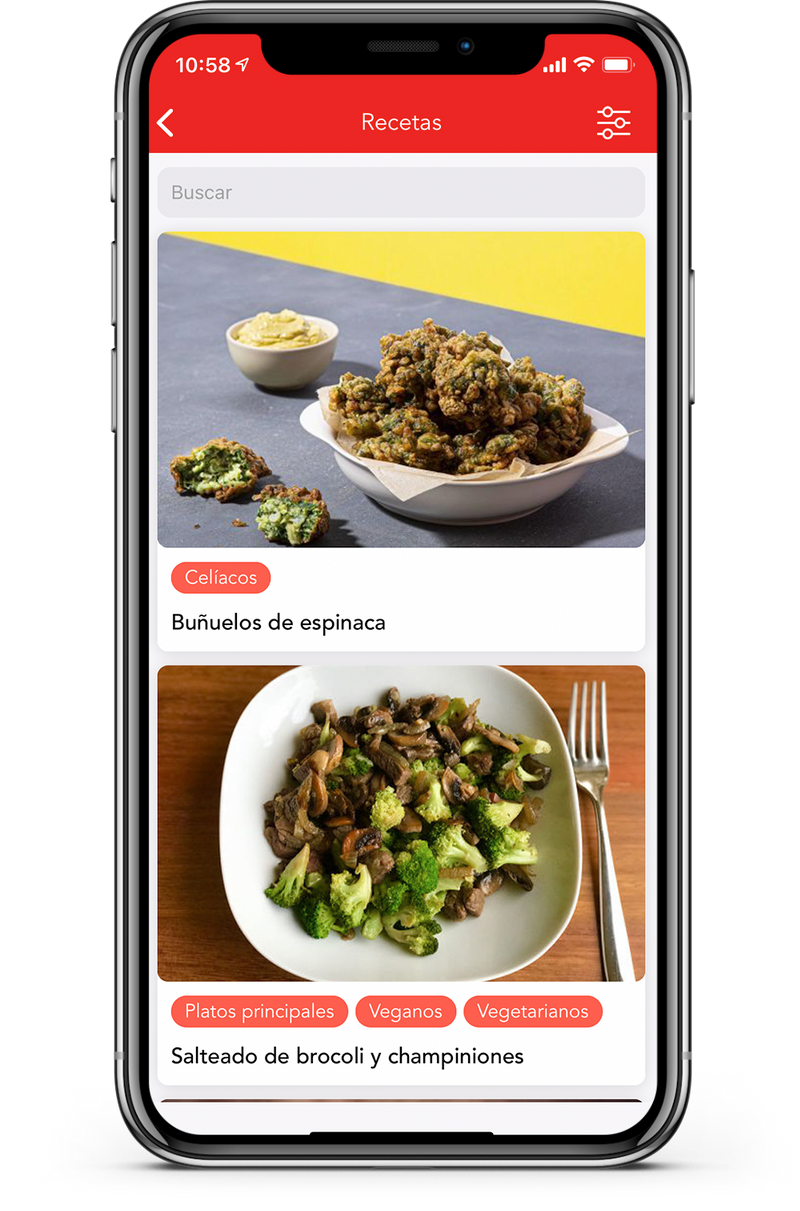 10:58
Recetas
Buscar
Celíacos
Buñuelos de espinaca
Platos principales Veganos Vegetarianos
Salteado de brocoli y champiniones